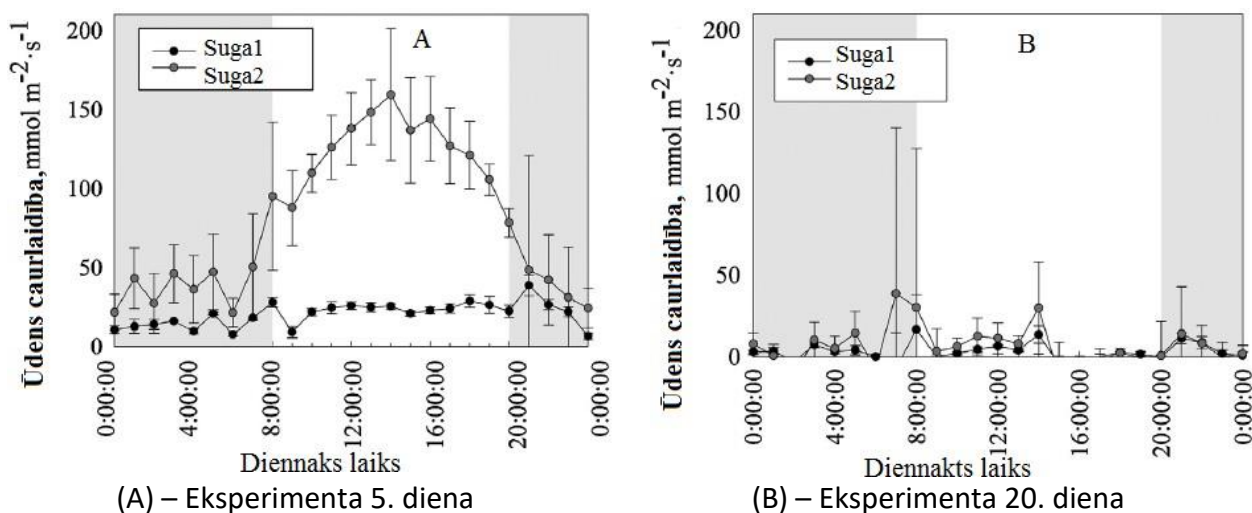 Ūdens caurlaidība, mmol m⁻²·s⁻¹
200
150
100
50
0
A
Suga1
Suga2
0:00:00
4:00:00
8:00:00
12:00:00
16:00:00
20:00:00
0:00:00
Diennaks laiks
(A) – Eksperimenta 5. diena
Ūdens caurlaidība, mmol m⁻²·s⁻¹
200
150
100
50
0
B
Suga1
Suga2
0:00:00
4:00:00
8:00:00
12:00:00
16:00:00
20:00:00
0:00:00
Diennakts laiks
(B) – Eksperimenta 20. diena